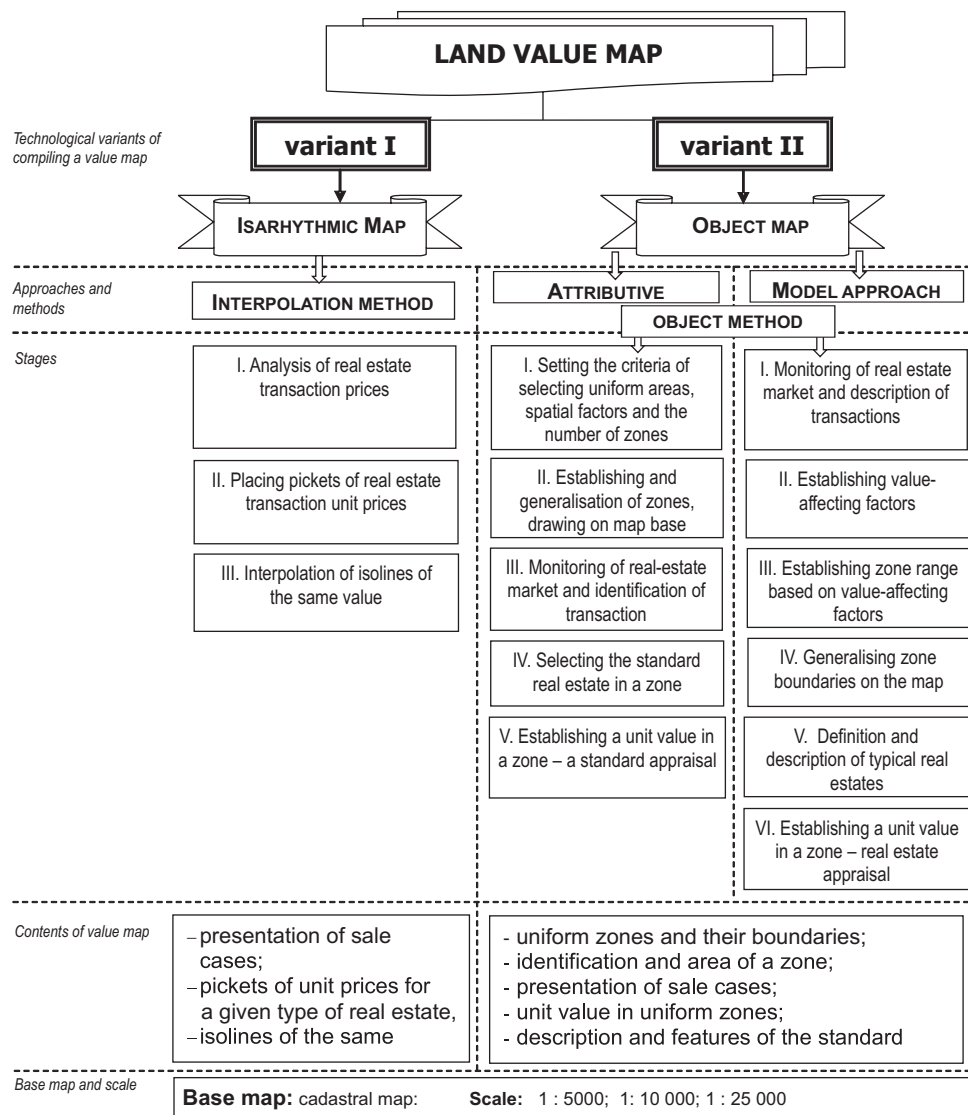 LAND VALUE MAP
Technological variants of
compiling a value map
variant I
variant II
ISARHYTHMIC MAP
OBJECT MAP
Approaches and
methods
INTERPOLATION METHOD
ATTRIBUTIVE
MODEL APPROACH
OBJECT METHOD
Stages
I. Analysis of real estate
transaction prices
II. Placing pickets of real estate
transaction unit prices
III. Interpolation of isolines of
the same value
I. Setting the criteria of
selecting uniform areas,
spatial factors and the
number of zones
II. Establishing and
generalisation of zones,
drawing on map base
III. Monitoring of real-estate
market and identification of
transaction
IV. Selecting the standard
real estate in a zone
V. Establishing a unit value in
a zone – a standard appraisal
I. Monitoring of real estate
market and description of
transactions
II. Establishing value-
affecting factors
III. Establishing zone range
based on value-affecting
factors
IV. Generalising zone
boundaries on the map
V. Definition and
description of typical real
estates
VI. Establishing a unit value
in a zone – real estate
appraisal
Contents of value map
– presentation of sale
cases;
– pickets of unit prices for
a given type of real estate,
– isolines of the same
- uniform zones and their boundaries;
- identification and area of a zone;
- presentation of sale cases;
- unit value in uniform zones;
- description and features of the standard
Base map and scale
Base map: cadastral map: Scale: 1 : 5000; 1: 10 000; 1 : 25 000